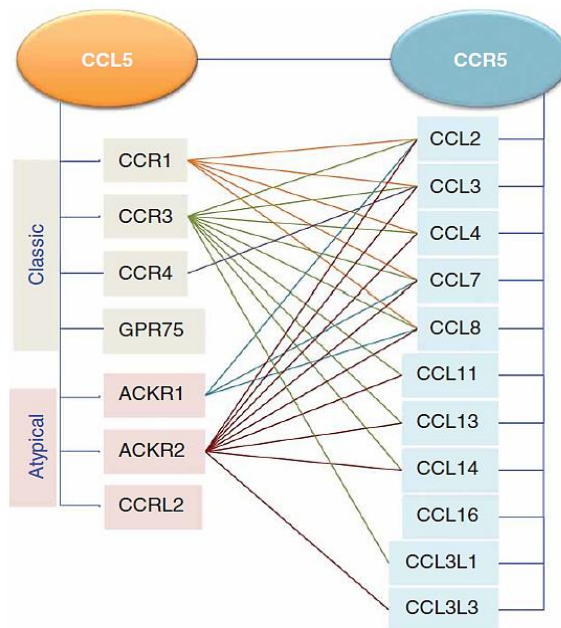 CCL5
CCR5
Classic
CCR1
CCR3
CCR4
GPR75
Atypical
ACKR1
ACKR2
CCRL2
CCL2
CCL3
CCL4
CCL7
CCL8
CCL11
CCL13
CCL14
CCL16
CCL3L1
CCL3L3